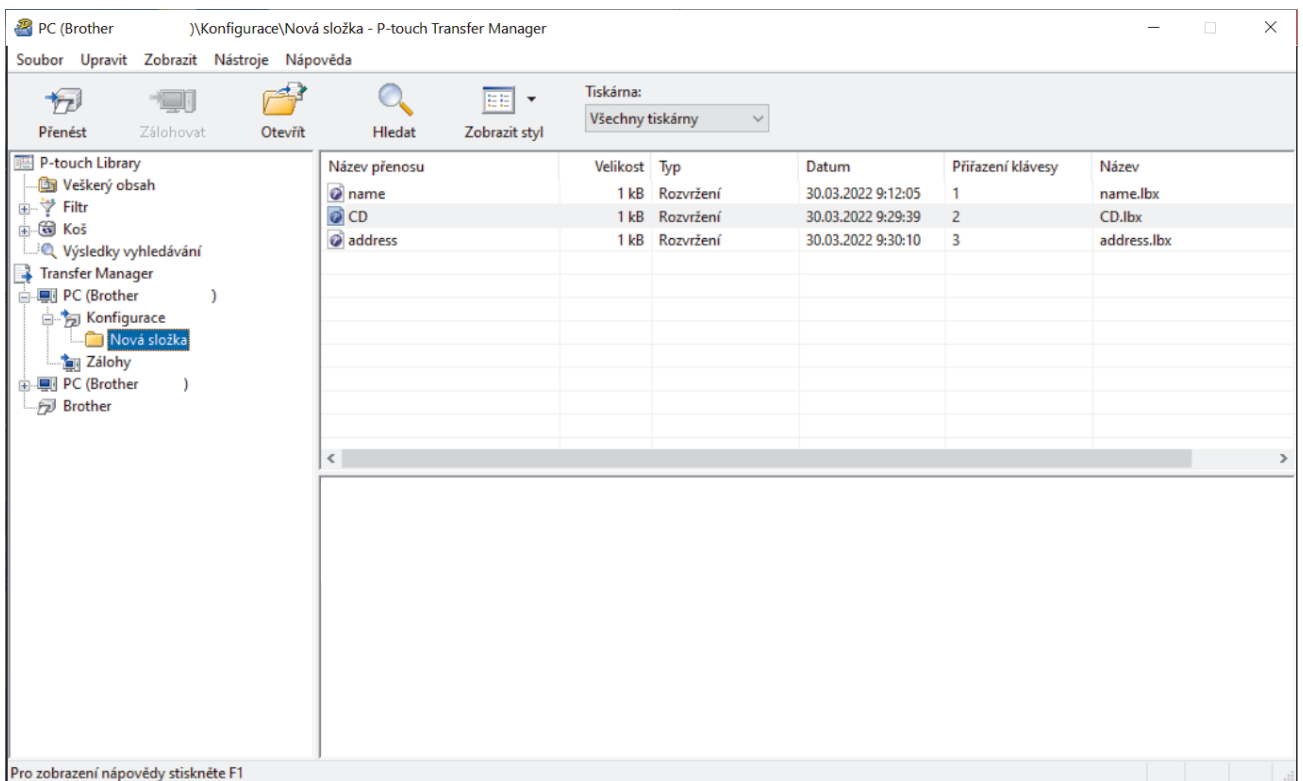 PC (Brother )\Konfigurace\Nová složka - P-touch Transfer Manager
Soubor Upravit Zobrazit Nástroje Nápověda
Přenést Zálohovat Otevřít Hledat Zobrazit styl
Tiskárna:
Všechny tiskárny
P-touch Library
Veškerý obsah
Filtr
Koš
Výsledky vyhledávání
Transfer Manager
PC (Brother )
Konfigurace
Nová složka
Zálohy
PC (Brother )
Brother
Název přenosu Velikost Typ Datum Přiřazení klávesy Název
name 1 kB Rozvržení 30.03.2022 9:12:05 1 name.lbx
CD 1 kB Rozvržení 30.03.2022 9:29:39 2 CD.lbx
address 1 kB Rozvržení 30.03.2022 9:30:10 3 address.lbx
Pro zobrazení nápovědy stiskněte F1